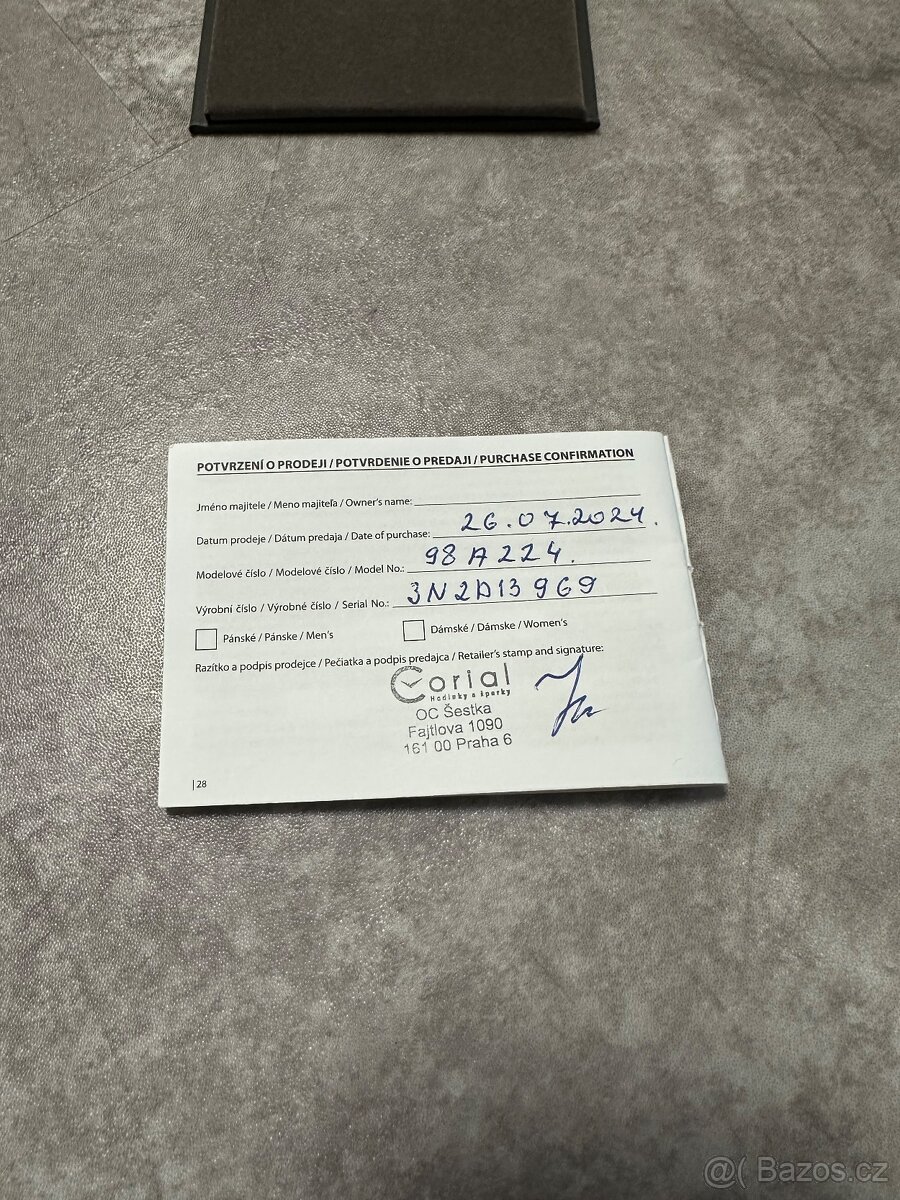 POTVRZENÍ O PRODEJI / POTVRDENIE O PREDAJI / PURCHASE CONFIRMATION
Jméno majitele / Meno majiteľa / Owner's name:
Datum prodeje / Dátum predaja / Date of purchase: 26.07.2024.
Modelové číslo / Modelové číslo / Model No.: 98A224.
Výrobní číslo / Výrobné číslo / Serial No.: 3N2D13969
Pánské / Pánske / Men's Dámské / Dámske / Women's
Razítko a podpis prodejce / Pečiatka a podpis predajca / Retailer's stamp and signature:
Corial
Hodinky a šperky
OC Šestka
Fajtlova 1090
161 00 Praha 6
| 28
@( Bazos.cz